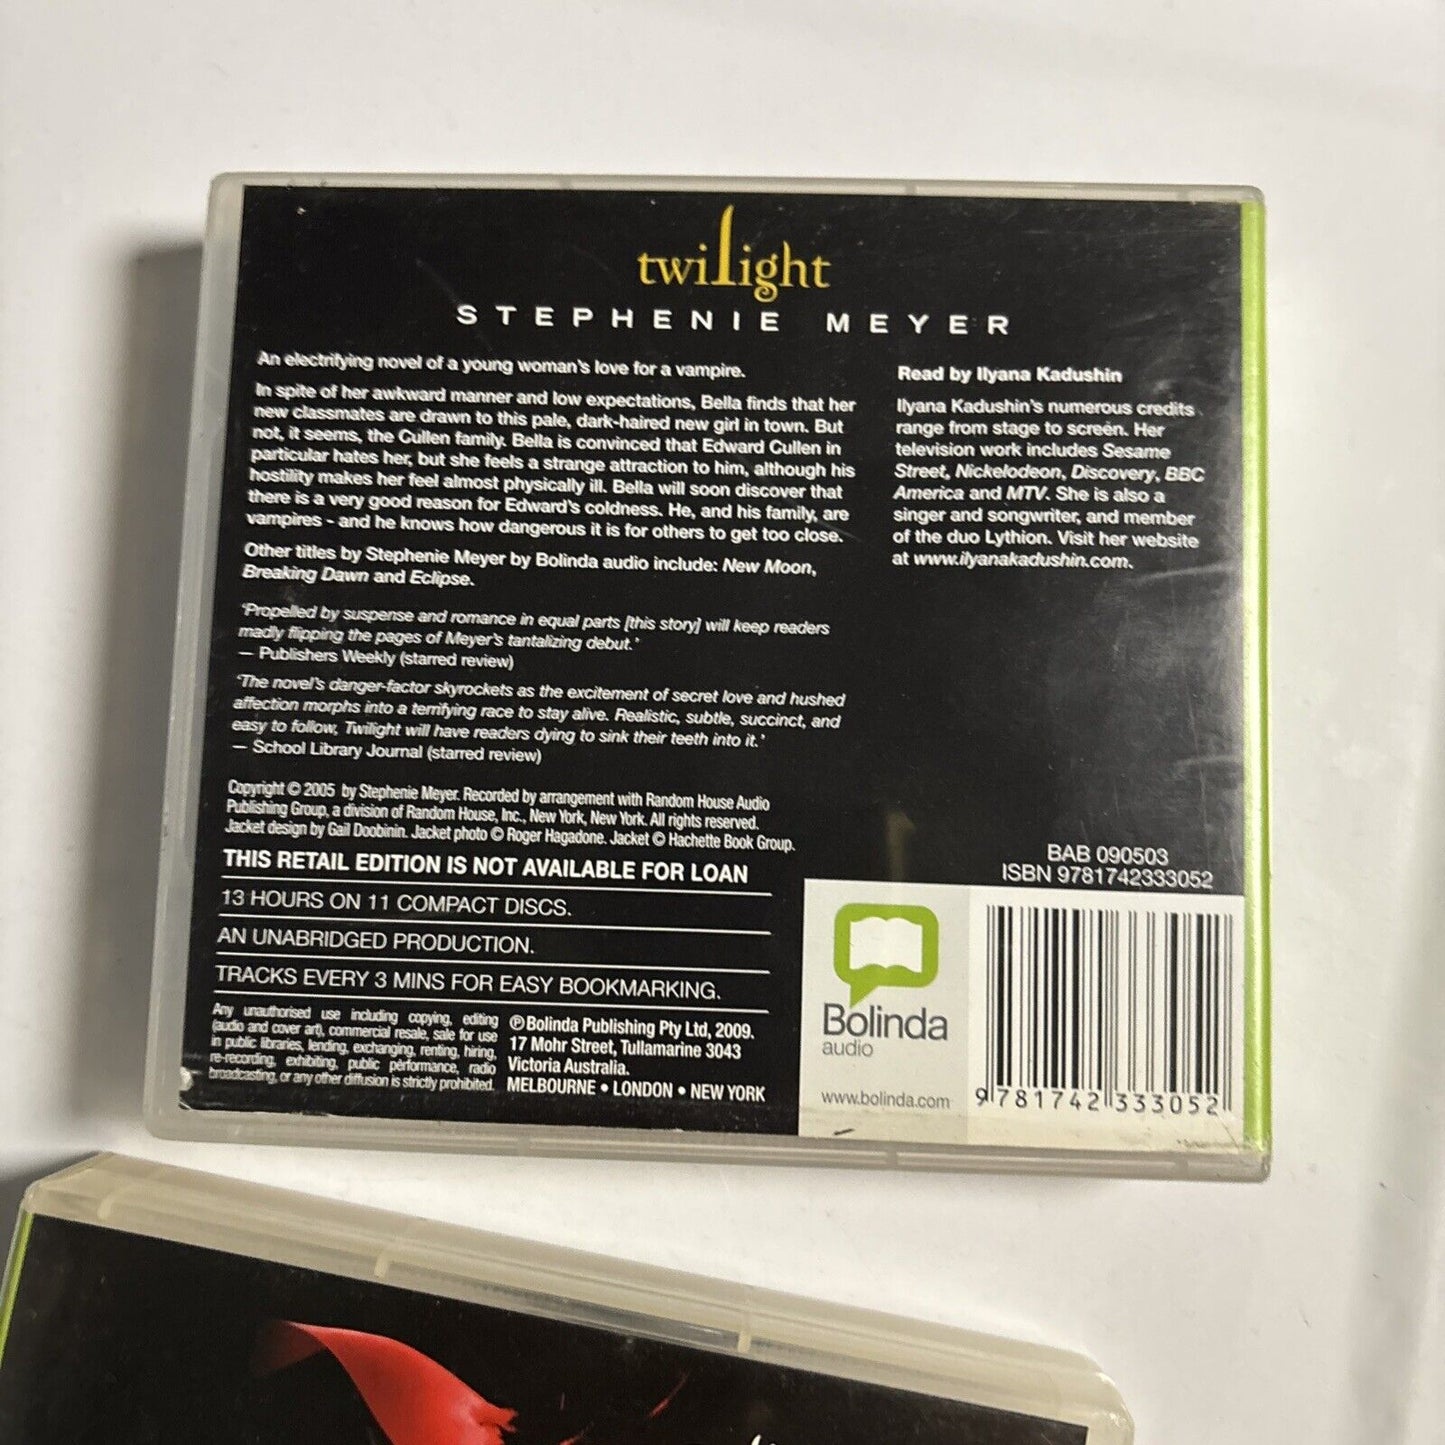 twilight
STEPHENIE MEYER
An electrifying novel of a young woman's love for a vampire.
In spite of her awkward manner and low expectations, Bella finds that her
new classmates are drawn to this pale, dark-haired new girl in town. But
not, it seems, the Cullen family. Bella is convinced that Edward Cullen in
particular hates her, but she feels a strange attraction to him, although his
hostility makes her feel almost physically ill. Bella will soon discover that
there is a very good reason for Edward's coldness. He, and his family, are
vampires - and he knows how dangerous it is for others to get too close.
Other titles by Stephenie Meyer by Bolinda audio include: New Moon,
Breaking Dawn and Eclipse.
'Propelled by suspense and romance in equal parts [this story] will keep readers
madly flipping the pages of Meyer's tantalizing debut.'
— Publishers Weekly (starred review)
'The novel's danger-factor skyrockets as the excitement of secret love and hushed
affection morphs into a terrifying race to stay alive. Realistic, subtle, succinct, and
easy to follow, Twilight will have readers dying to sink their teeth into it.'
— School Library Journal (starred review)
Read by Ilyana Kadushin
Ilyana Kadushin's numerous credits
range from stage to screen. Her
television work includes Sesame
Street, Nickelodeon, Discovery, BBC
America and MTV. She is also a
singer and songwriter, and member
of the duo Lythion. Visit her website
at www.ilyanakadushin.com.
Copyright © 2005 by Stephenie Meyer. Recorded by arrangement with Random House Audio
Publishing Group, a division of Random House, Inc., New York, New York. All rights reserved.
Jacket design by Gail Doobinin. Jacket photo © Roger Hagadone. Jacket © Hachette Book Group.
THIS RETAIL EDITION IS NOT AVAILABLE FOR LOAN
13 HOURS ON 11 COMPACT DISCS.
AN UNABRIDGED PRODUCTION.
TRACKS EVERY 3 MINS FOR EASY BOOKMARKING.
Any unauthorised use including copying, editing
(audio and cover art), commercial resale, sale for use
in public libraries, lending, exchanging, renting, hiring,
re-recording, exhibiting, public performance, radio
broadcasting, or any other diffusion is strictly prohibited.
℗ Bolinda Publishing Pty Ltd, 2009.
17 Mohr Street, Tullamarine 3043
Victoria Australia.
MELBOURNE • LONDON • NEW YORK
BAB 090503
ISBN 9781742333052
Bolinda
audio
www.bolinda.com
9 781742 333052